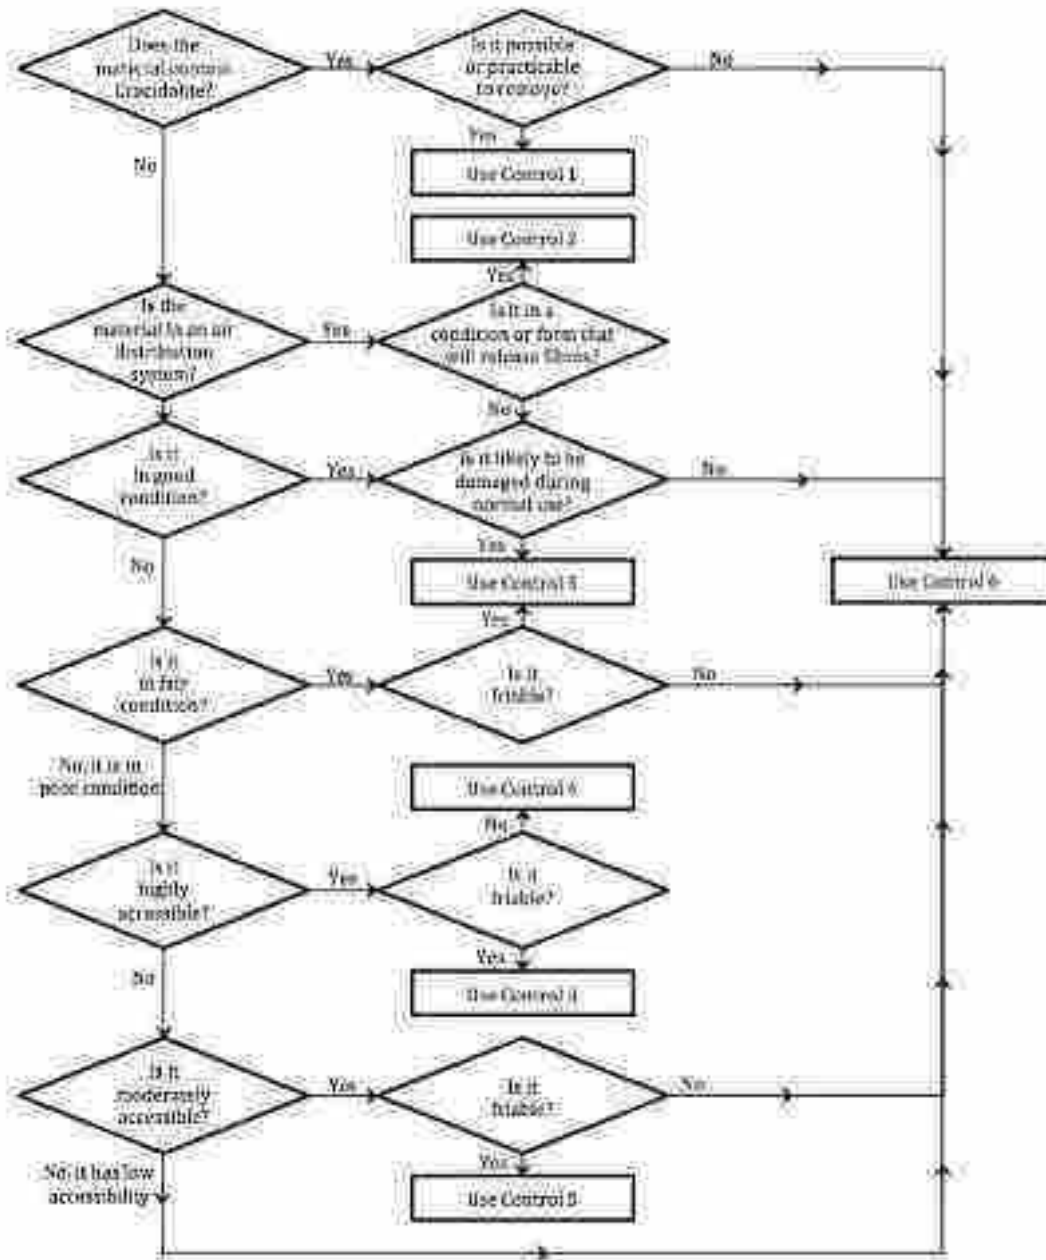 Does the
material contain
Crocidolite?
Yes
Is it possible
or practicable
to remove?
No
Yes
No
Use Control 1
Use Control 2
Yes
Is the
material in an air
distribution
system?
Yes
Is it in a
condition or form that
will release fibres?
No
Is it
in good
condition?
Yes
Is it likely to be
damaged during
normal use?
No
Yes
No
Use Control
Use Control 6
Yes
Is it
in fair
condition?
Yes
Is it
friable?
No
No, it is in
poor condition
Use Control 4
No
Is it
highly
accessible?
Yes
Is it
friable?
Yes
No
Use Control
Is it
moderately
accessible?
Yes
Is it
friable?
No
Yes
No, it has low
accessibility
Use Control 5